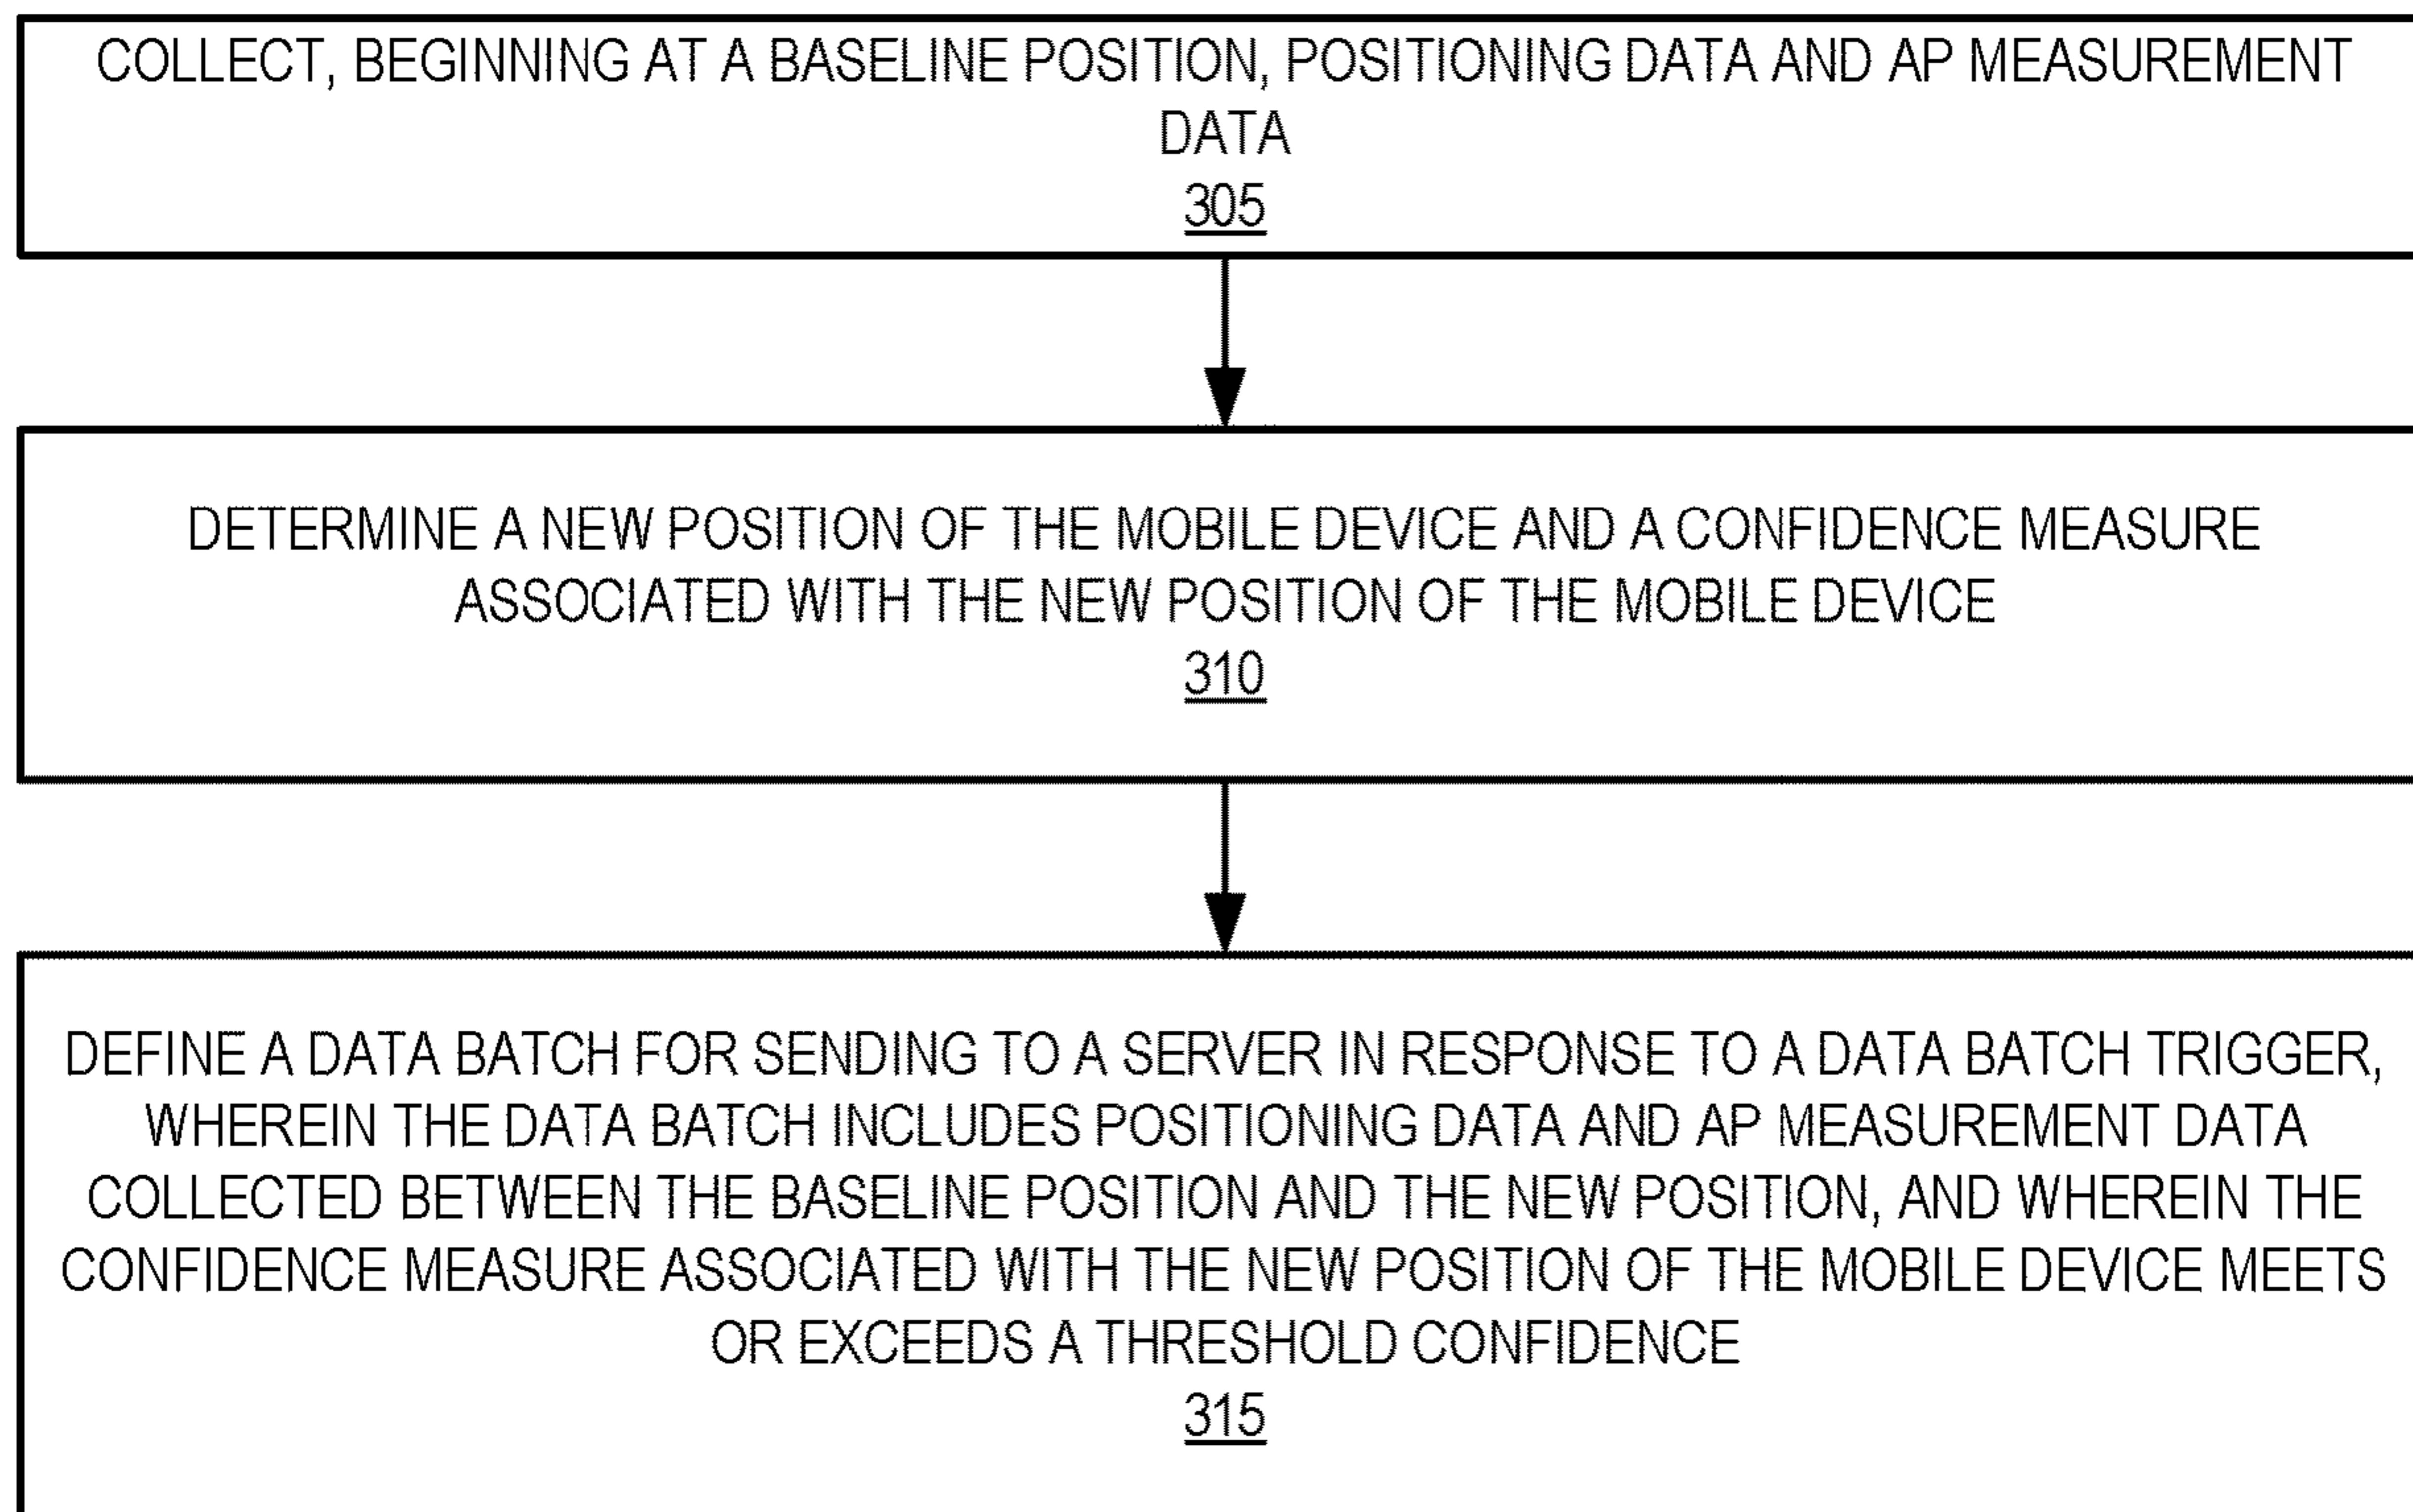 COLLECT, BEGINNING AT A BASELINE POSITION, POSITIONING DATA AND AP MEASUREMENT
DATA
305
DETERMINE A NEW POSITION OF THE MOBILE DEVICE AND A CONFIDENCE MEASURE
ASSOCIATED WITH THE NEW POSITION OF THE MOBILE DEVICE
310
DEFINE A DATA BATCH FOR SENDING TO A SERVER IN RESPONSE TO A DATA BATCH TRIGGER,
WHEREIN THE DATA BATCH INCLUDES POSITIONING DATA AND AP MEASUREMENT DATA
COLLECTED BETWEEN THE BASELINE POSITION AND THE NEW POSITION, AND WHEREIN THE
CONFIDENCE MEASURE ASSOCIATED WITH THE NEW POSITION OF THE MOBILE DEVICE MEETS
OR EXCEEDS A THRESHOLD CONFIDENCE
315